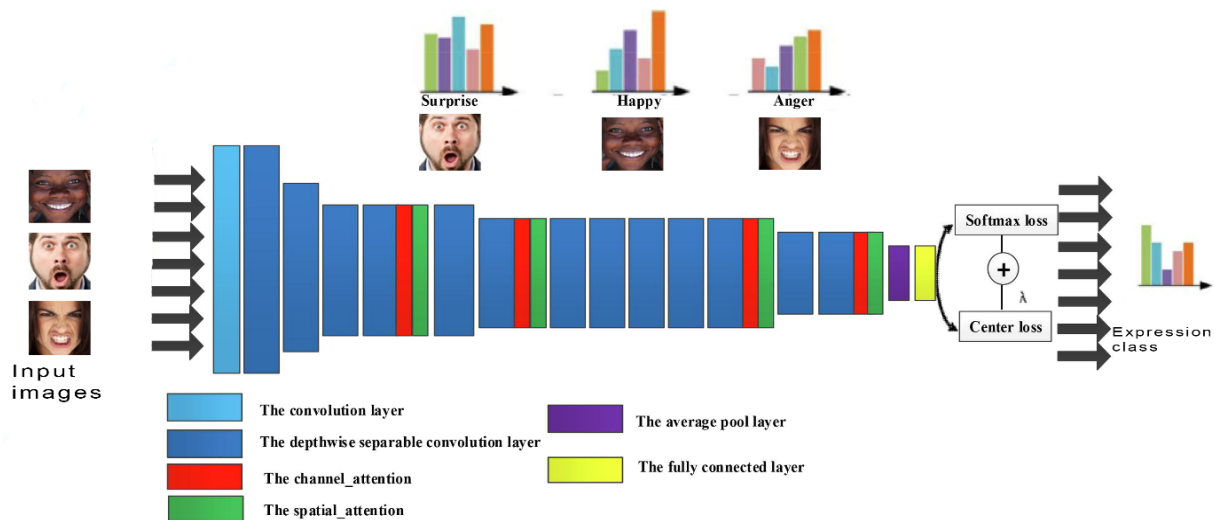 Surprise
Happy
Anger
Input
images
Softmax loss
+
λ
Center loss
Expression
class
The convolution layer
The depthwise separable convolution layer
The channel_attention
The spatial_attention
The average pool layer
The fully connected layer